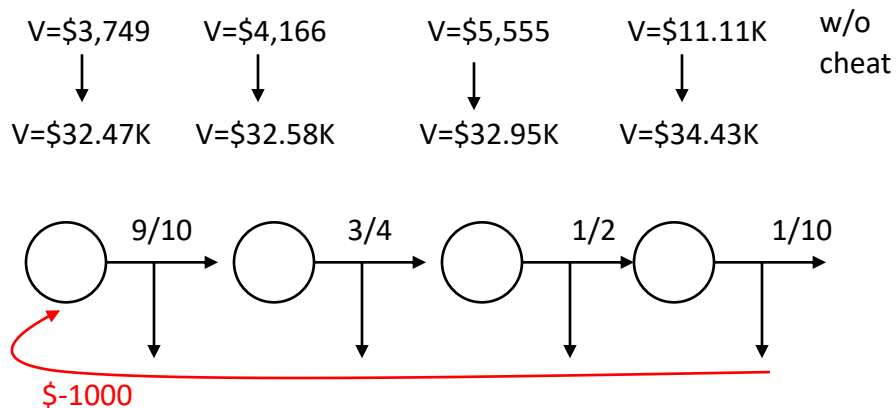 V=$3,749 V=$4,166 V=$5,555 V=$11.11K w/o
cheat
V=$32.47K V=$32.58K V=$32.95K V=$34.43K
9/10 3/4 1/2 1/10
$-1000